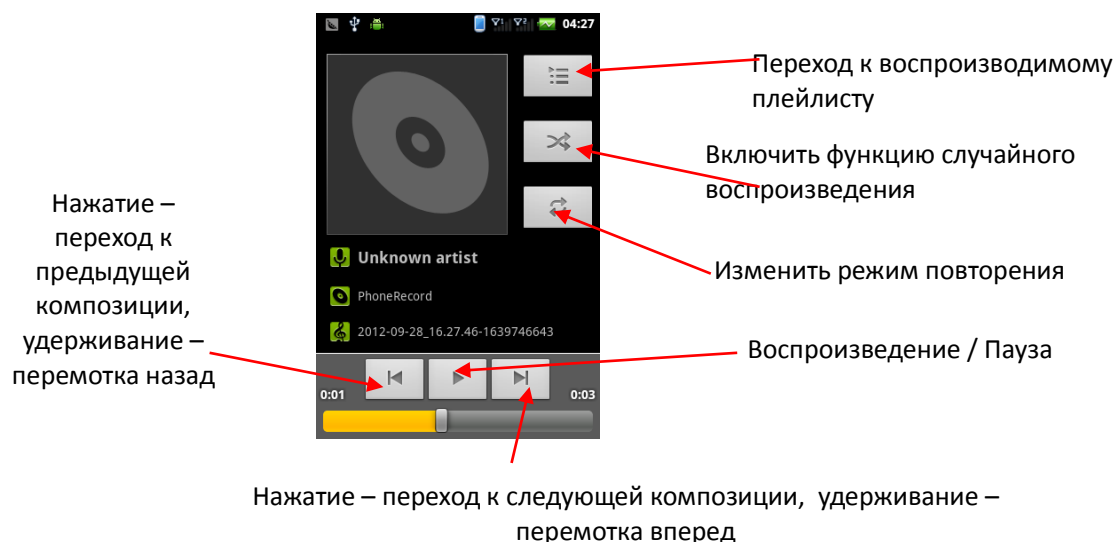 04:27
Переход к воспроизводимому
плейлисту
Включить функцию случайного
воспроизведения
Нажатие –
переход к
предыдущей
композиции,
удерживание –
перемотка назад
Unknown artist
PhoneRecord
2012-09-28_16.27.46-1639746643
Изменить режим повторения
Воспроизведение / Пауза
0:01
0:03
Нажатие – переход к следующей композиции, удерживание –
перемотка вперед